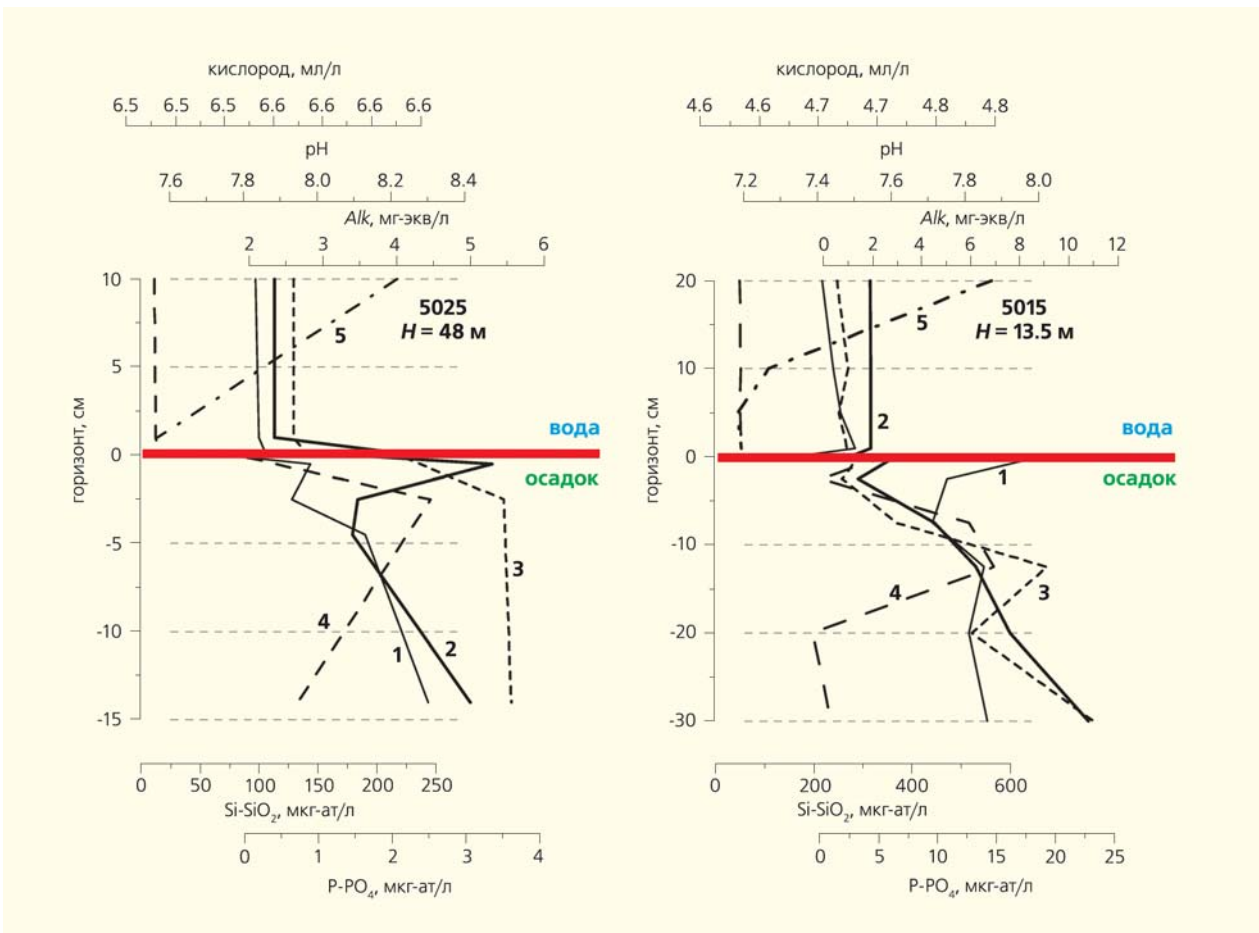 кислород, мл/л
6.5 6.5 6.5 6.6 6.6 6.6 6.6
pH
7.6 7.8 8.0 8.2 8.4
Alk, мг-экв/л
2 3 4 5 6
10
5
0
-5
-10
-15
горизонт, см
5025
H = 48 м
5
вода
осадок
3
4
1
2
0 50 100 150 200 250
Si-SiO₂, мкг-ат/л
0 1 2 3 4
P-PO₄, мкг-ат/л
кислород, мл/л
4.6 4.6 4.7 4.7 4.8 4.8
pH
7.2 7.4 7.6 7.8 8.0
Alk, мг-экв/л
0 2 4 6 8 10 12
20
10
0
-10
-20
-30
горизонт, см
5015
H = 13.5 м
5
2
вода
осадок
1
4
3
0 200 400 600
Si-SiO₂, мкг-ат/л
0 5 10 15 20 25
P-PO₄, мкг-ат/л